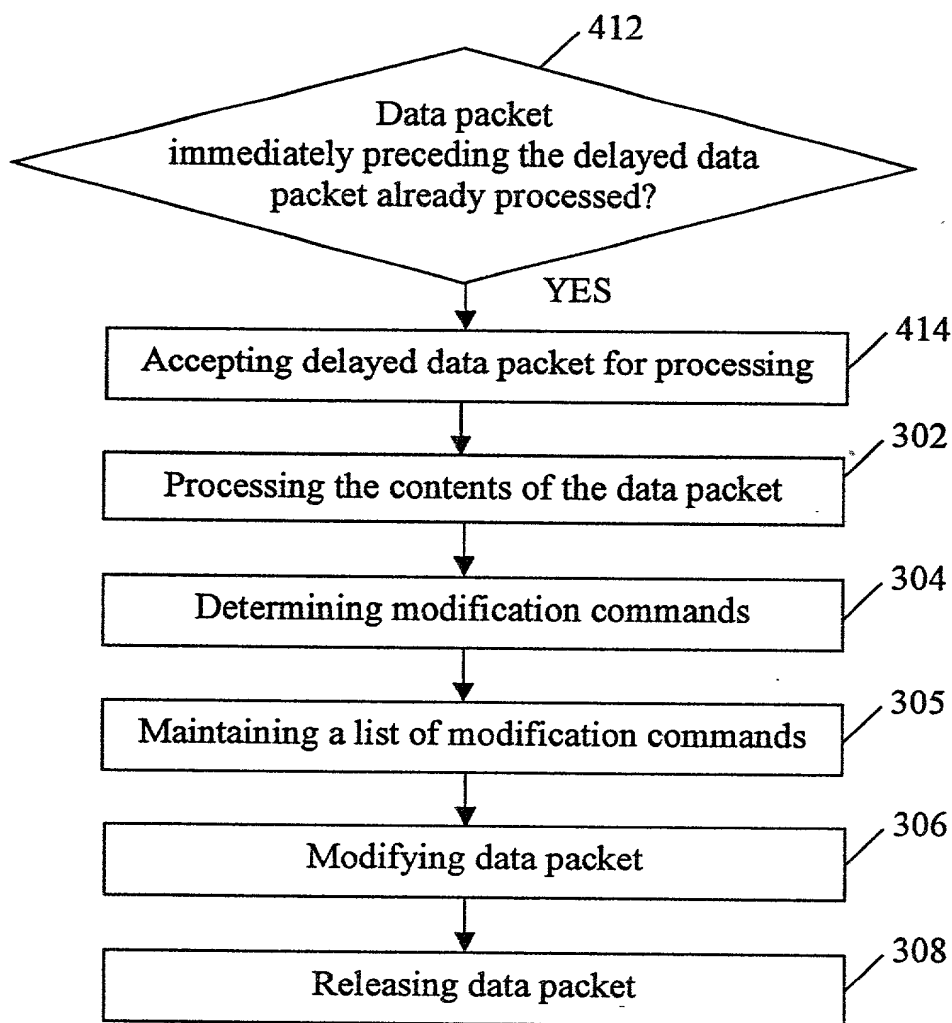 412
Data packet
immediately preceding the delayed data
packet already processed?
YES
414
Accepting delayed data packet for processing
302
Processing the contents of the data packet
304
Determining modification commands
305
Maintaining a list of modification commands
306
Modifying data packet
308
Releasing data packet